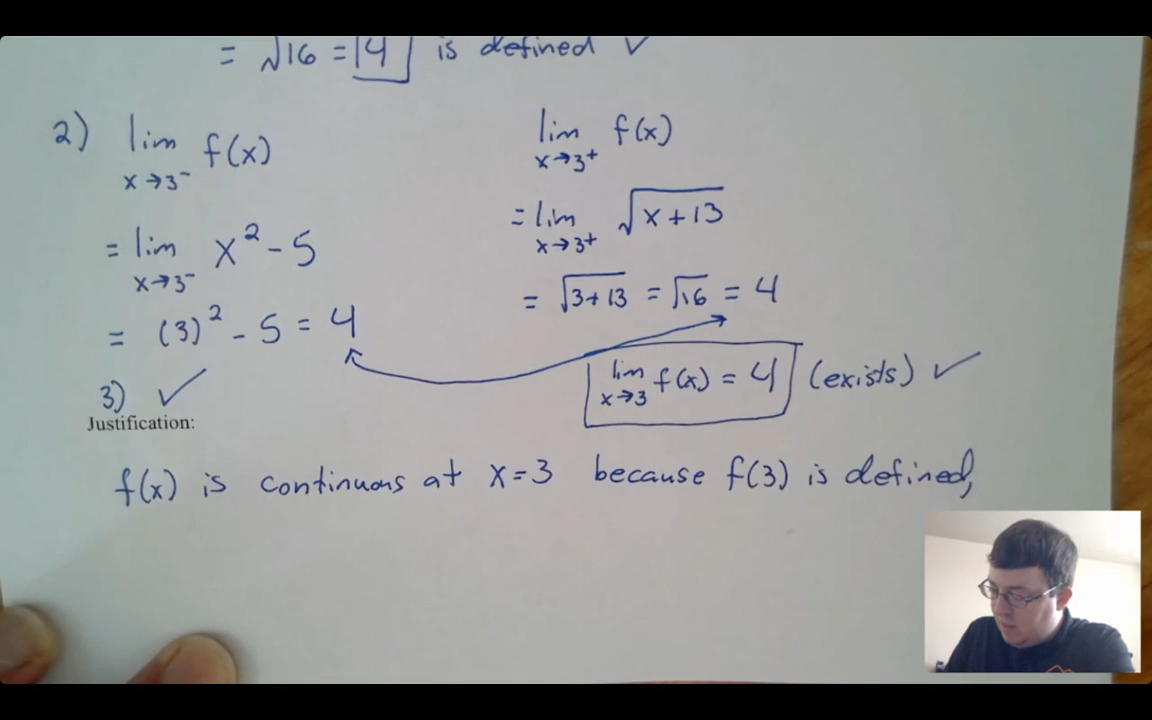 = √16 = 4 is defined ✓
2) lim x→3⁻ f(x)
= lim x→3⁻ x² - 5
= (3)² - 5 = 4
3) ✓
lim x→3⁺ f(x)
= lim x→3⁺ √(x+13)
= √(3+13) = √16 = 4
lim x→3 f(x) = 4 (exists) ✓
Justification:
f(x) is continuous at x=3 because f(3) is defined,